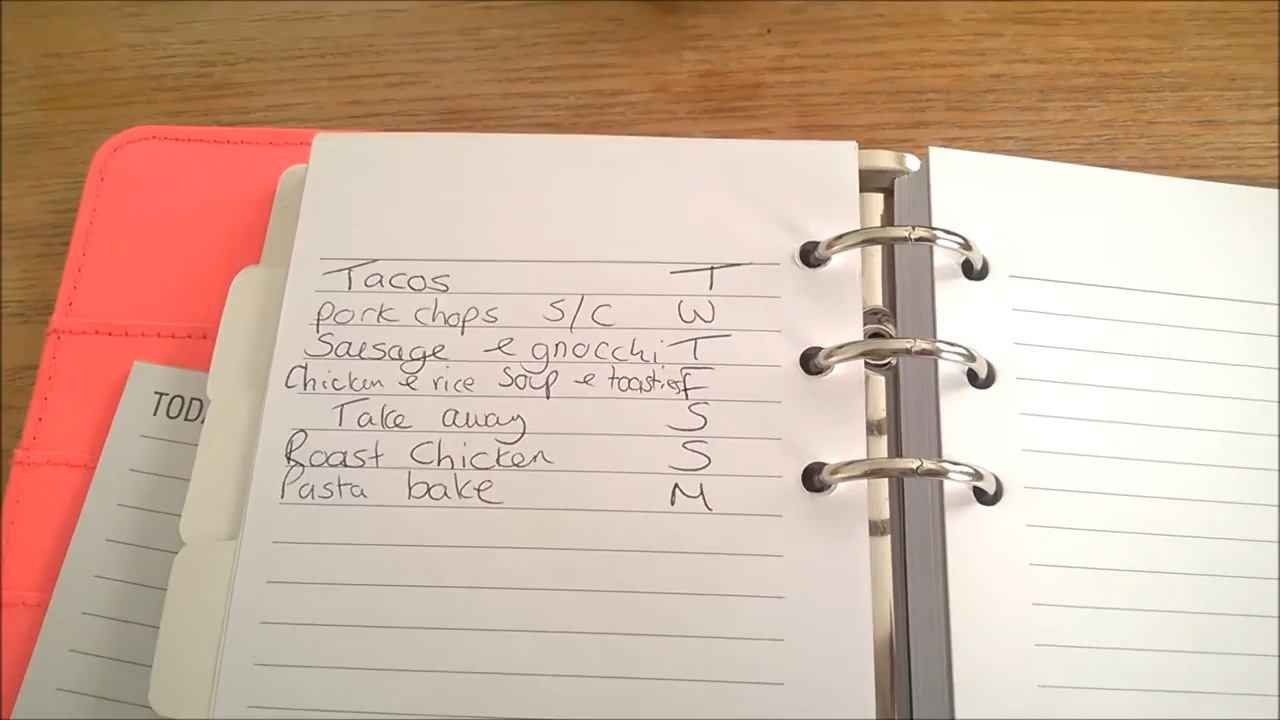 Tacos T
pork chops S/C W
Sausage & gnocchi T
Chicken & rice Soup & toasties F
Take away S
Roast Chicken S
Pasta bake M
TOD